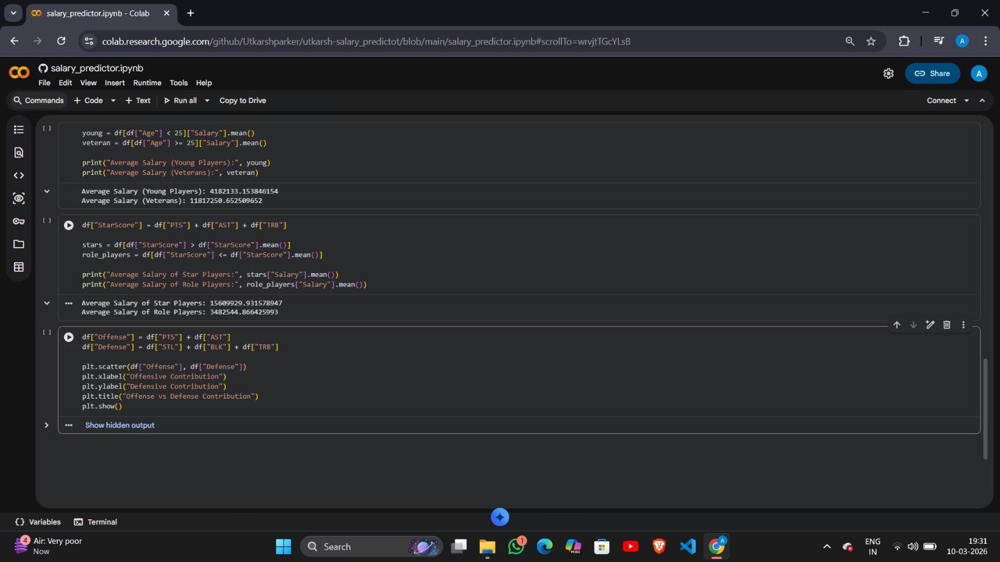 salary_predictor.ipynb - Colab
colab.research.google.com/github/Utkarshparker/utkarsh-salary_predictot/blob/main/salary_predictor.ipynb#scrollTo=wrvjtTGcYLsB
A
salary_predictor.ipynb
File Edit View Insert Runtime Tools Help
Share
A
Commands + Code + Text Run all Copy to Drive
Connect
[ ]
young = df[df["Age"] < 25]["Salary"].mean()
veteran = df[df["Age"] >= 25]["Salary"].mean()
print("Average Salary (Young Players):", young)
print("Average Salary (Veterans):", veteran)
Average Salary (Young Players): 4182133.153846154
Average Salary (Veterans): 11817250.652509652
[ ]
df["StarScore"] = df["PTS"] + df["AST"] + df["TRB"]
stars = df[df["StarScore"] > df["StarScore"].mean()]
role_players = df[df["StarScore"] <= df["StarScore"].mean()]
print("Average Salary of Star Players:", stars["Salary"].mean())
print("Average Salary of Role Players:", role_players["Salary"].mean())
Average Salary of Star Players: 15609929.931578947
Average Salary of Role Players: 3482544.866425993
[ ]
df["Offense"] = df["PTS"] + df["AST"]
df["Defense"] = df["STL"] + df["BLK"] + df["TRB"]
plt.scatter(df["Offense"], df["Defense"])
plt.xlabel("Offensive Contribution")
plt.ylabel("Defensive Contribution")
plt.title("Offense vs Defense Contribution")
plt.show()
Show hidden output
{} Variables Terminal
4
Air: Very poor
Now
Search
M365
1
A
ENG
IN
19:31
10-03-2026